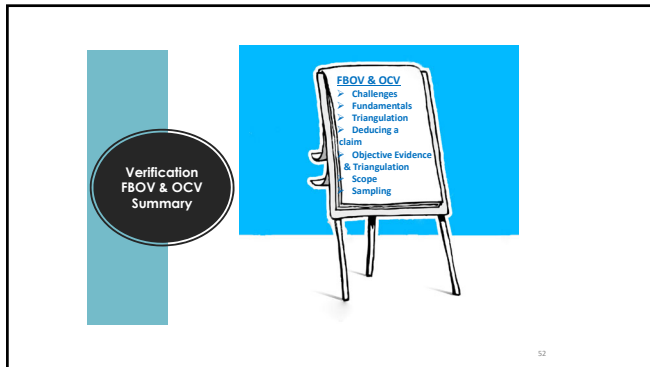 Verification
FBOV & OCV
Summary
FBOV & OCV
➢ Challenges
➢ Fundamentals
➢ Triangulation
➢ Deducing a
claim
➢ Objective Evidence
& Triangulation
➢ Scope
➢ Sampling
52